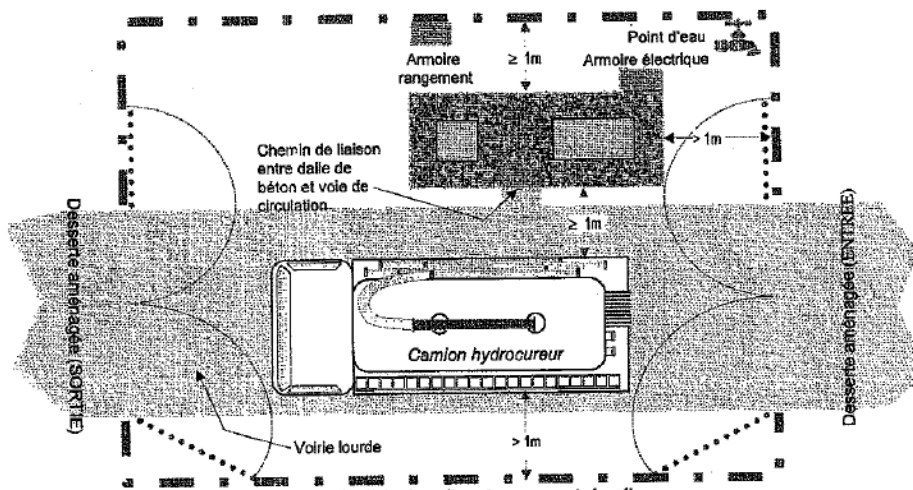 Point d'eau
Armoire
rangement
≥ 1m
Armoire électrique
> 1m
Chemin de liaison
entre dalle de
béton et voie de
circulation
≥ 1m
Desserte aménagée (SORTIE)
Desserte aménagée (ENTREE)
Camion hydrocureur
Voirie lourde
> 1m